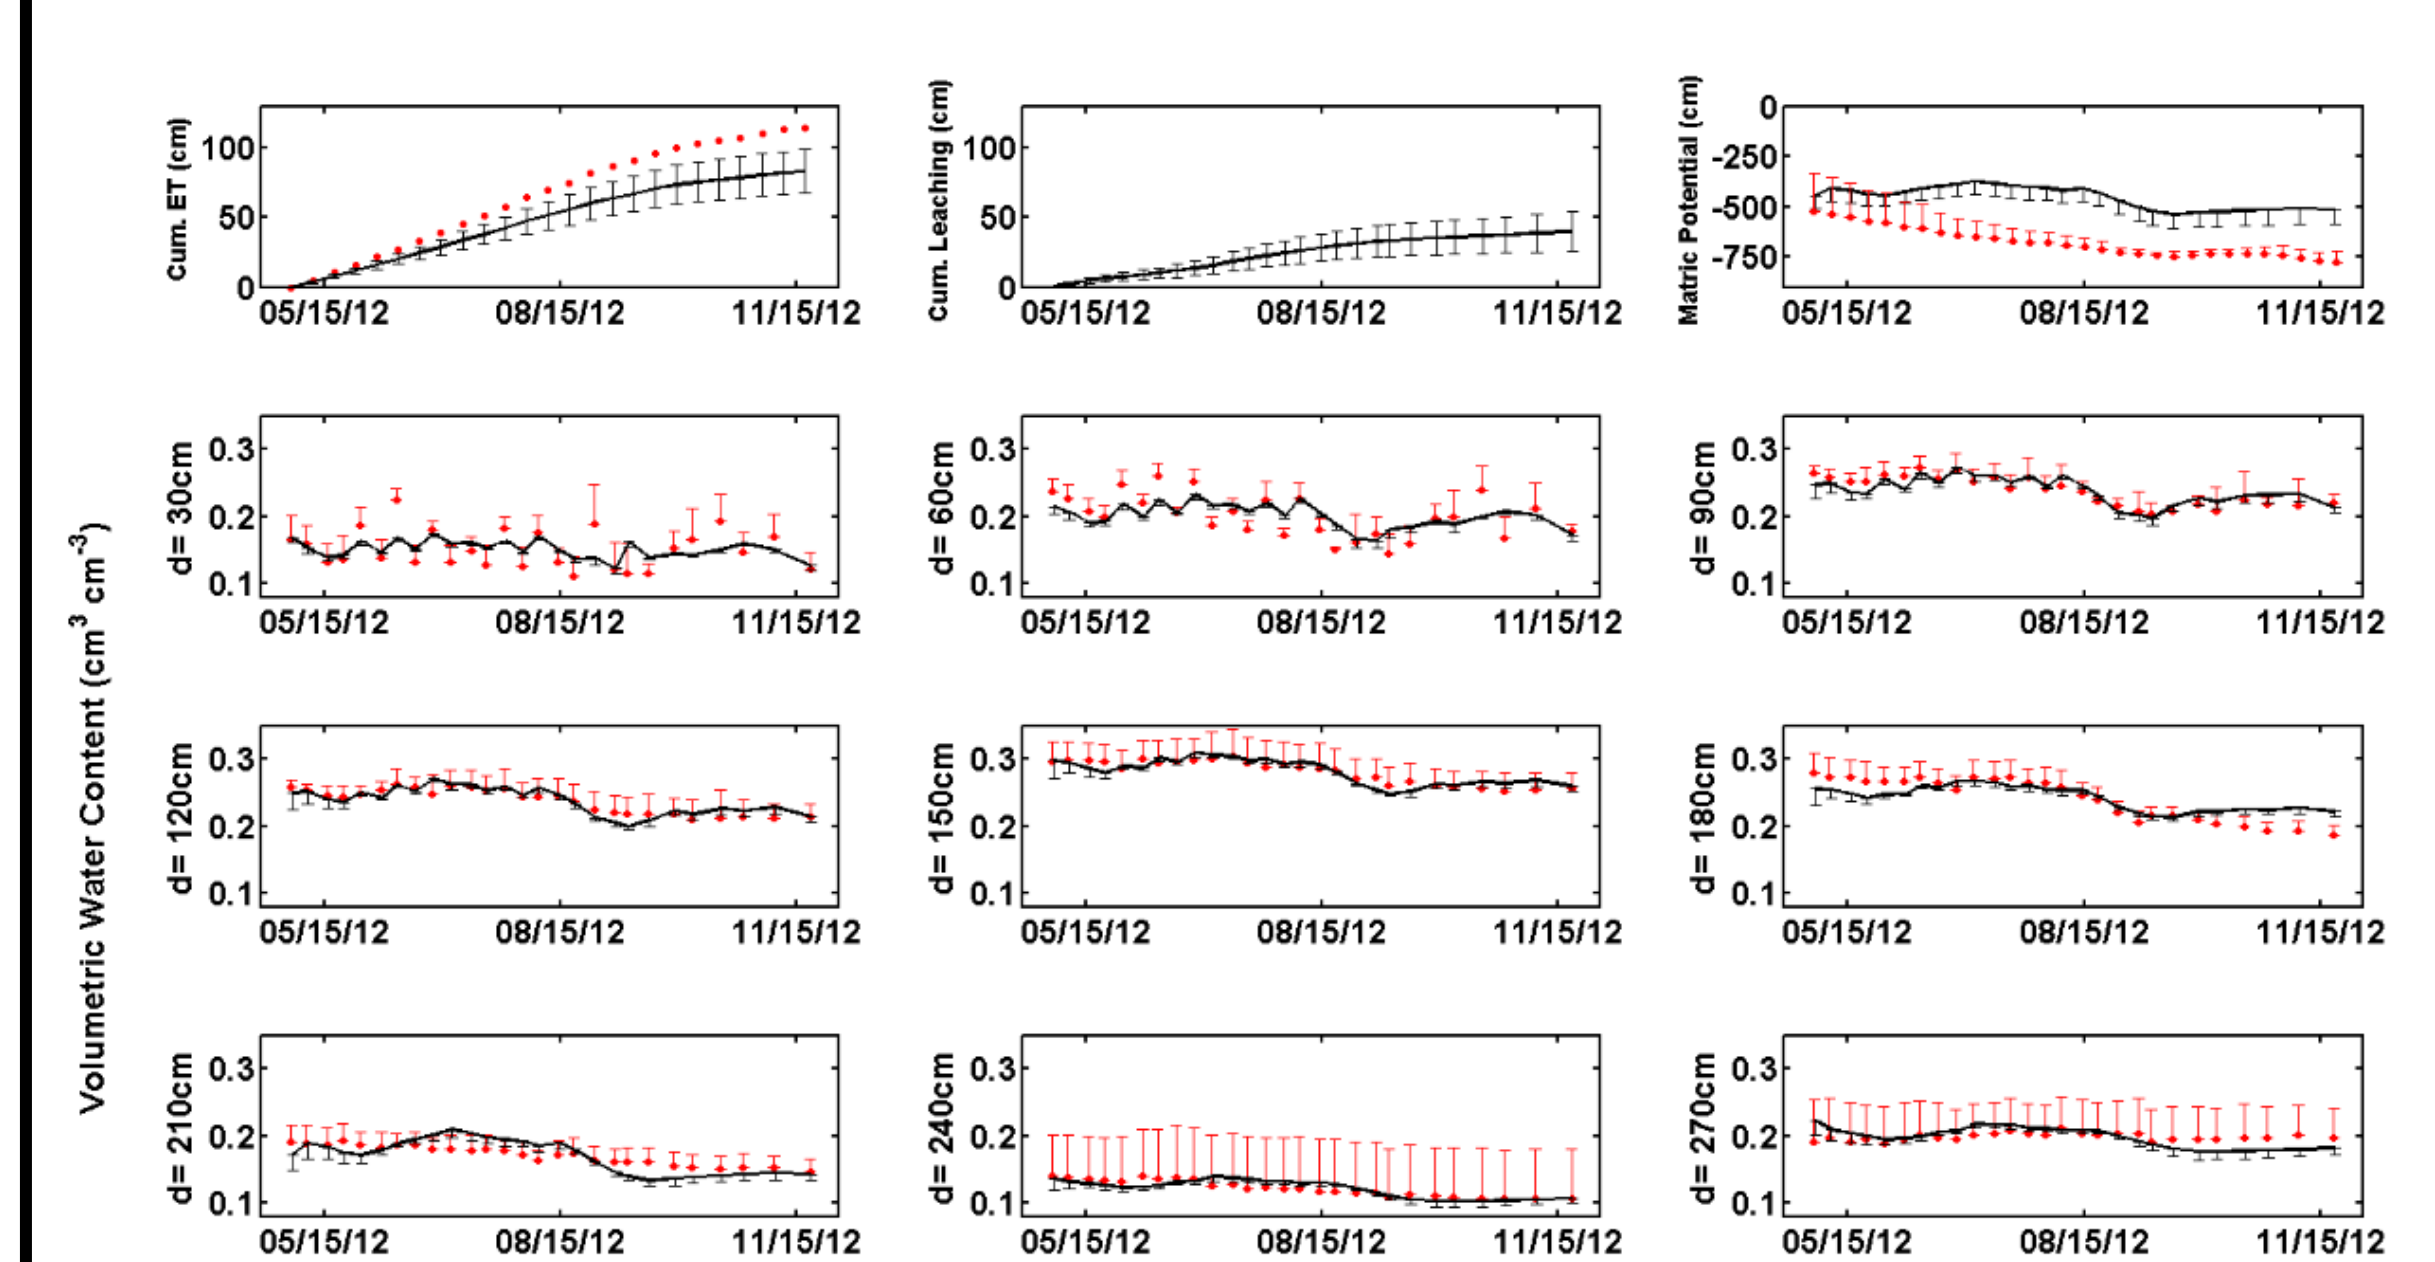 Cum. ET (cm)
100
50
0
05/15/12 08/15/12 11/15/12
Cum. Leaching (cm)
100
50
0
05/15/12 08/15/12 11/15/12
Matric Potential (cm)
0
-250
-500
-750
05/15/12 08/15/12 11/15/12
Volumetric Water Content (cm³ cm⁻³)
d= 30cm
0.3
0.2
0.1
05/15/12 08/15/12 11/15/12
d= 60cm
0.3
0.2
0.1
05/15/12 08/15/12 11/15/12
d= 90cm
0.3
0.2
0.1
05/15/12 08/15/12 11/15/12
d= 120cm
0.3
0.2
0.1
05/15/12 08/15/12 11/15/12
d= 150cm
0.3
0.2
0.1
05/15/12 08/15/12 11/15/12
d= 180cm
0.3
0.2
0.1
05/15/12 08/15/12 11/15/12
d= 210cm
0.3
0.2
0.1
05/15/12 08/15/12 11/15/12
d= 240cm
0.3
0.2
0.1
05/15/12 08/15/12 11/15/12
d= 270cm
0.3
0.2
0.1
05/15/12 08/15/12 11/15/12